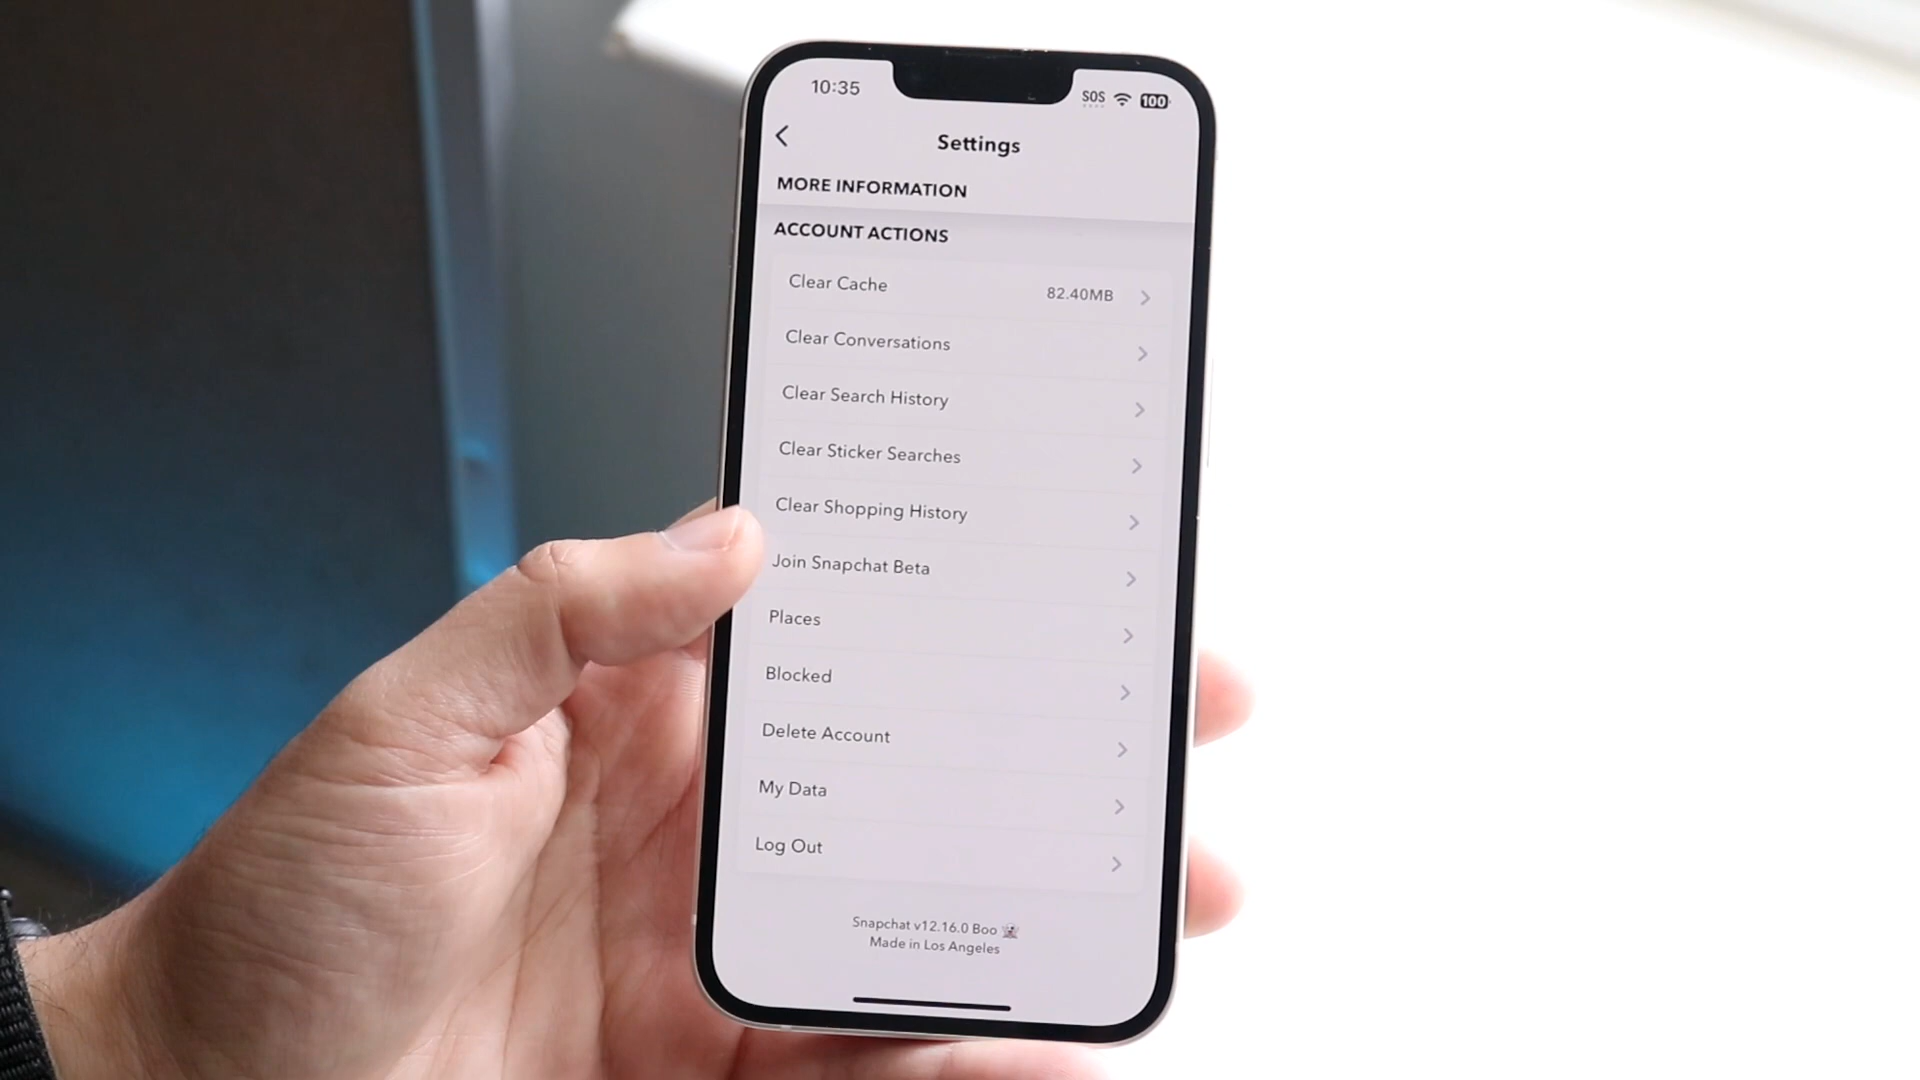 10:35
SOS 100
Settings
MORE INFORMATION
ACCOUNT ACTIONS
Clear Cache 82.40MB
Clear Conversations
Clear Search History
Clear Sticker Searches
Clear Shopping History
Join Snapchat Beta
Places
Blocked
Delete Account
My Data
Log Out
Snapchat v12.16.0 Boo 👻
Made in Los Angeles